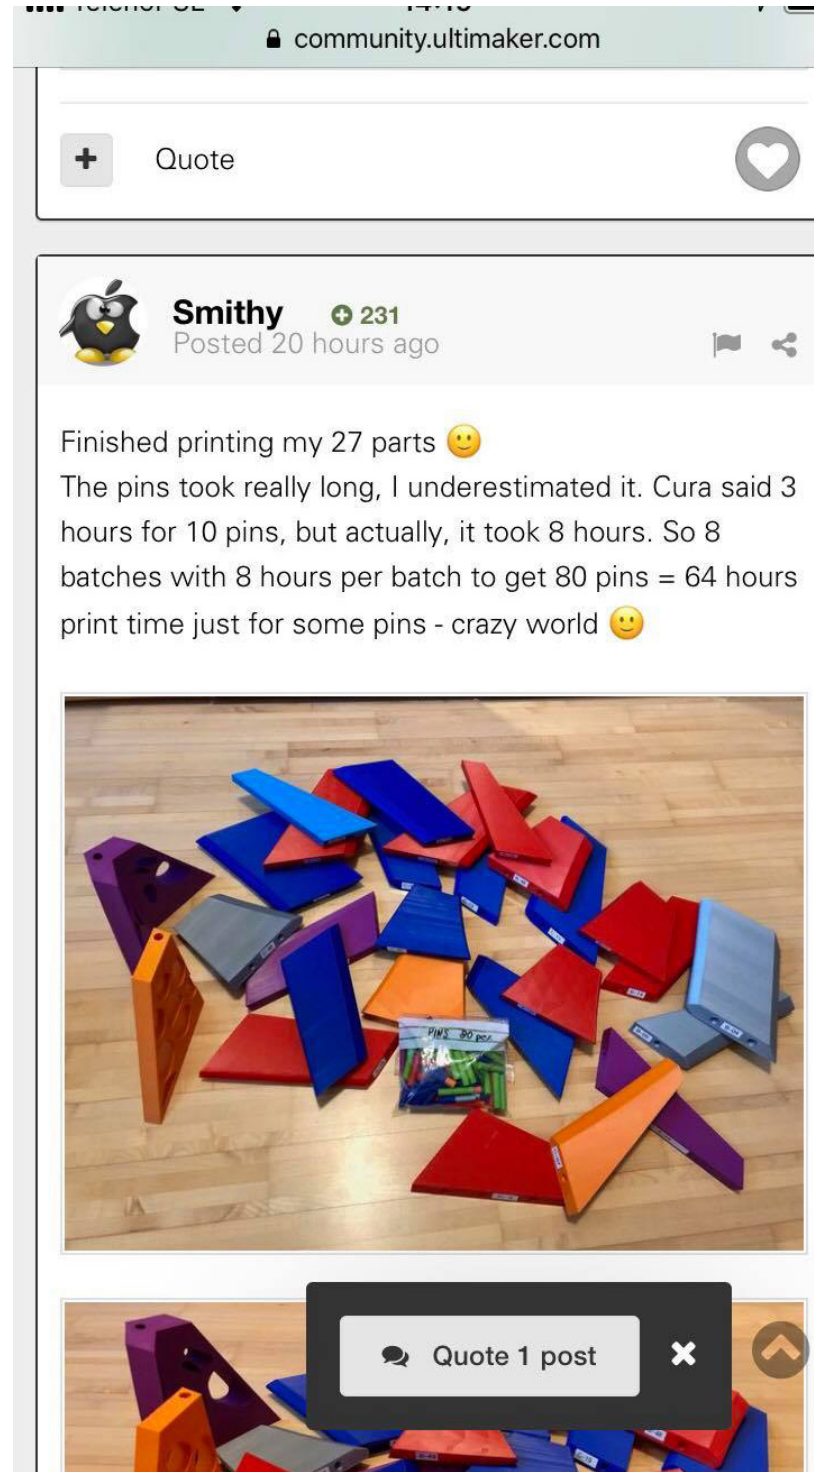 community.ultimaker.com
Quote
Smithy 231
Posted 20 hours ago
Finished printing my 27 parts 🙂
The pins took really long, I underestimated it. Cura said 3
hours for 10 pins, but actually, it took 8 hours. So 8
batches with 8 hours per batch to get 80 pins = 64 hours
print time just for some pins - crazy world 🙂
PINS 80 pcs
Quote 1 post